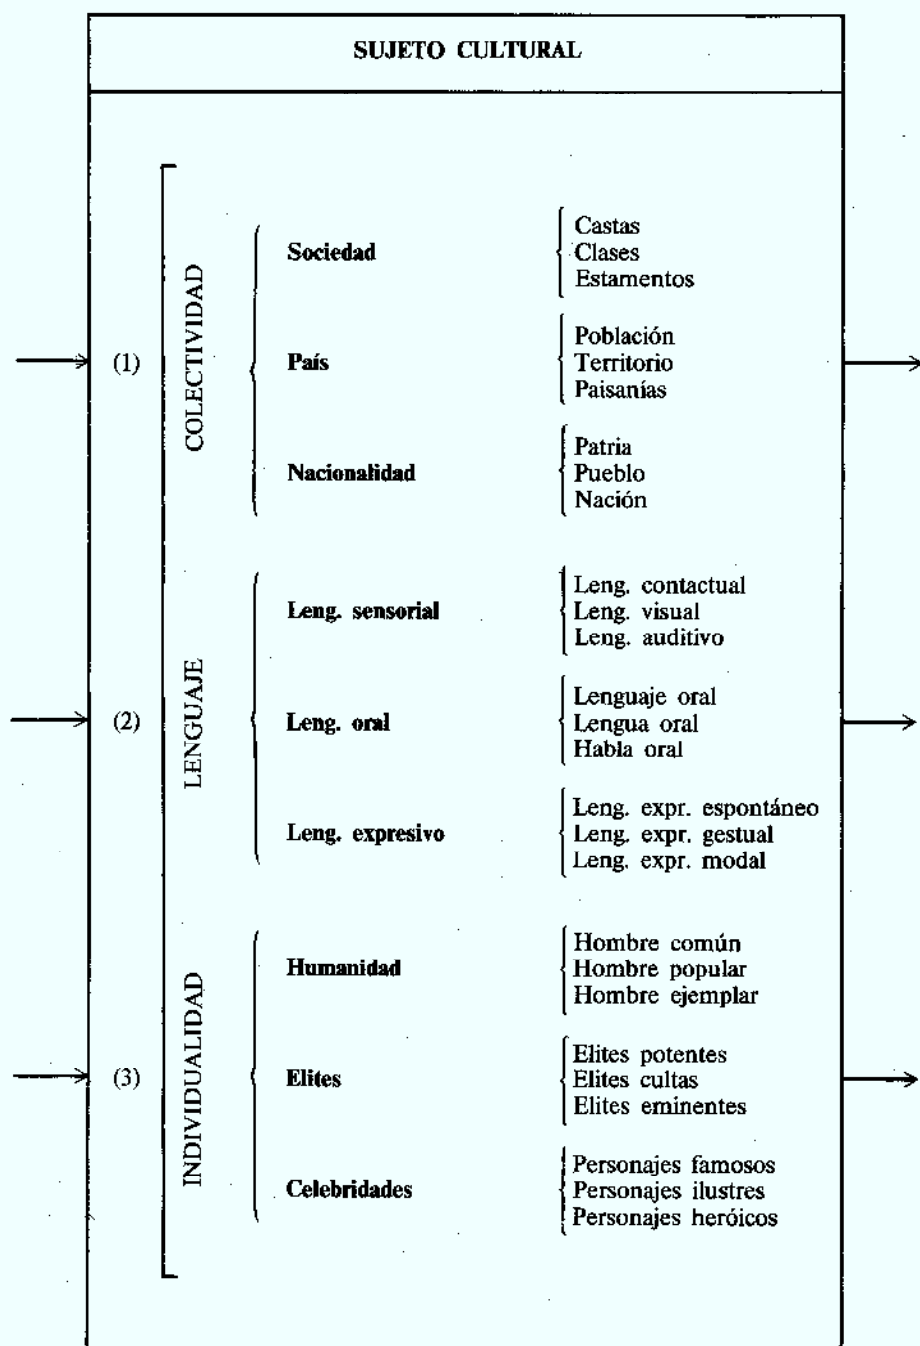 SUJETO CULTURAL
(1)
COLECTIVIDAD
Sociedad
Castas
Clases
Estamentos
País
Población
Territorio
Paisanías
Nacionalidad
Patria
Pueblo
Nación
(2)
LENGUAJE
Leng. sensorial
Leng. contactual
Leng. visual
Leng. auditivo
Leng. oral
Lenguaje oral
Lengua oral
Habla oral
Leng. expresivo
Leng. expr. espontáneo
Leng. expr. gestual
Leng. expr. modal
(3)
INDIVIDUALIDAD
Humanidad
Hombre común
Hombre popular
Hombre ejemplar
Elites
Elites potentes
Elites cultas
Elites eminentes
Celebridades
Personajes famosos
Personajes ilustres
Personajes heróicos